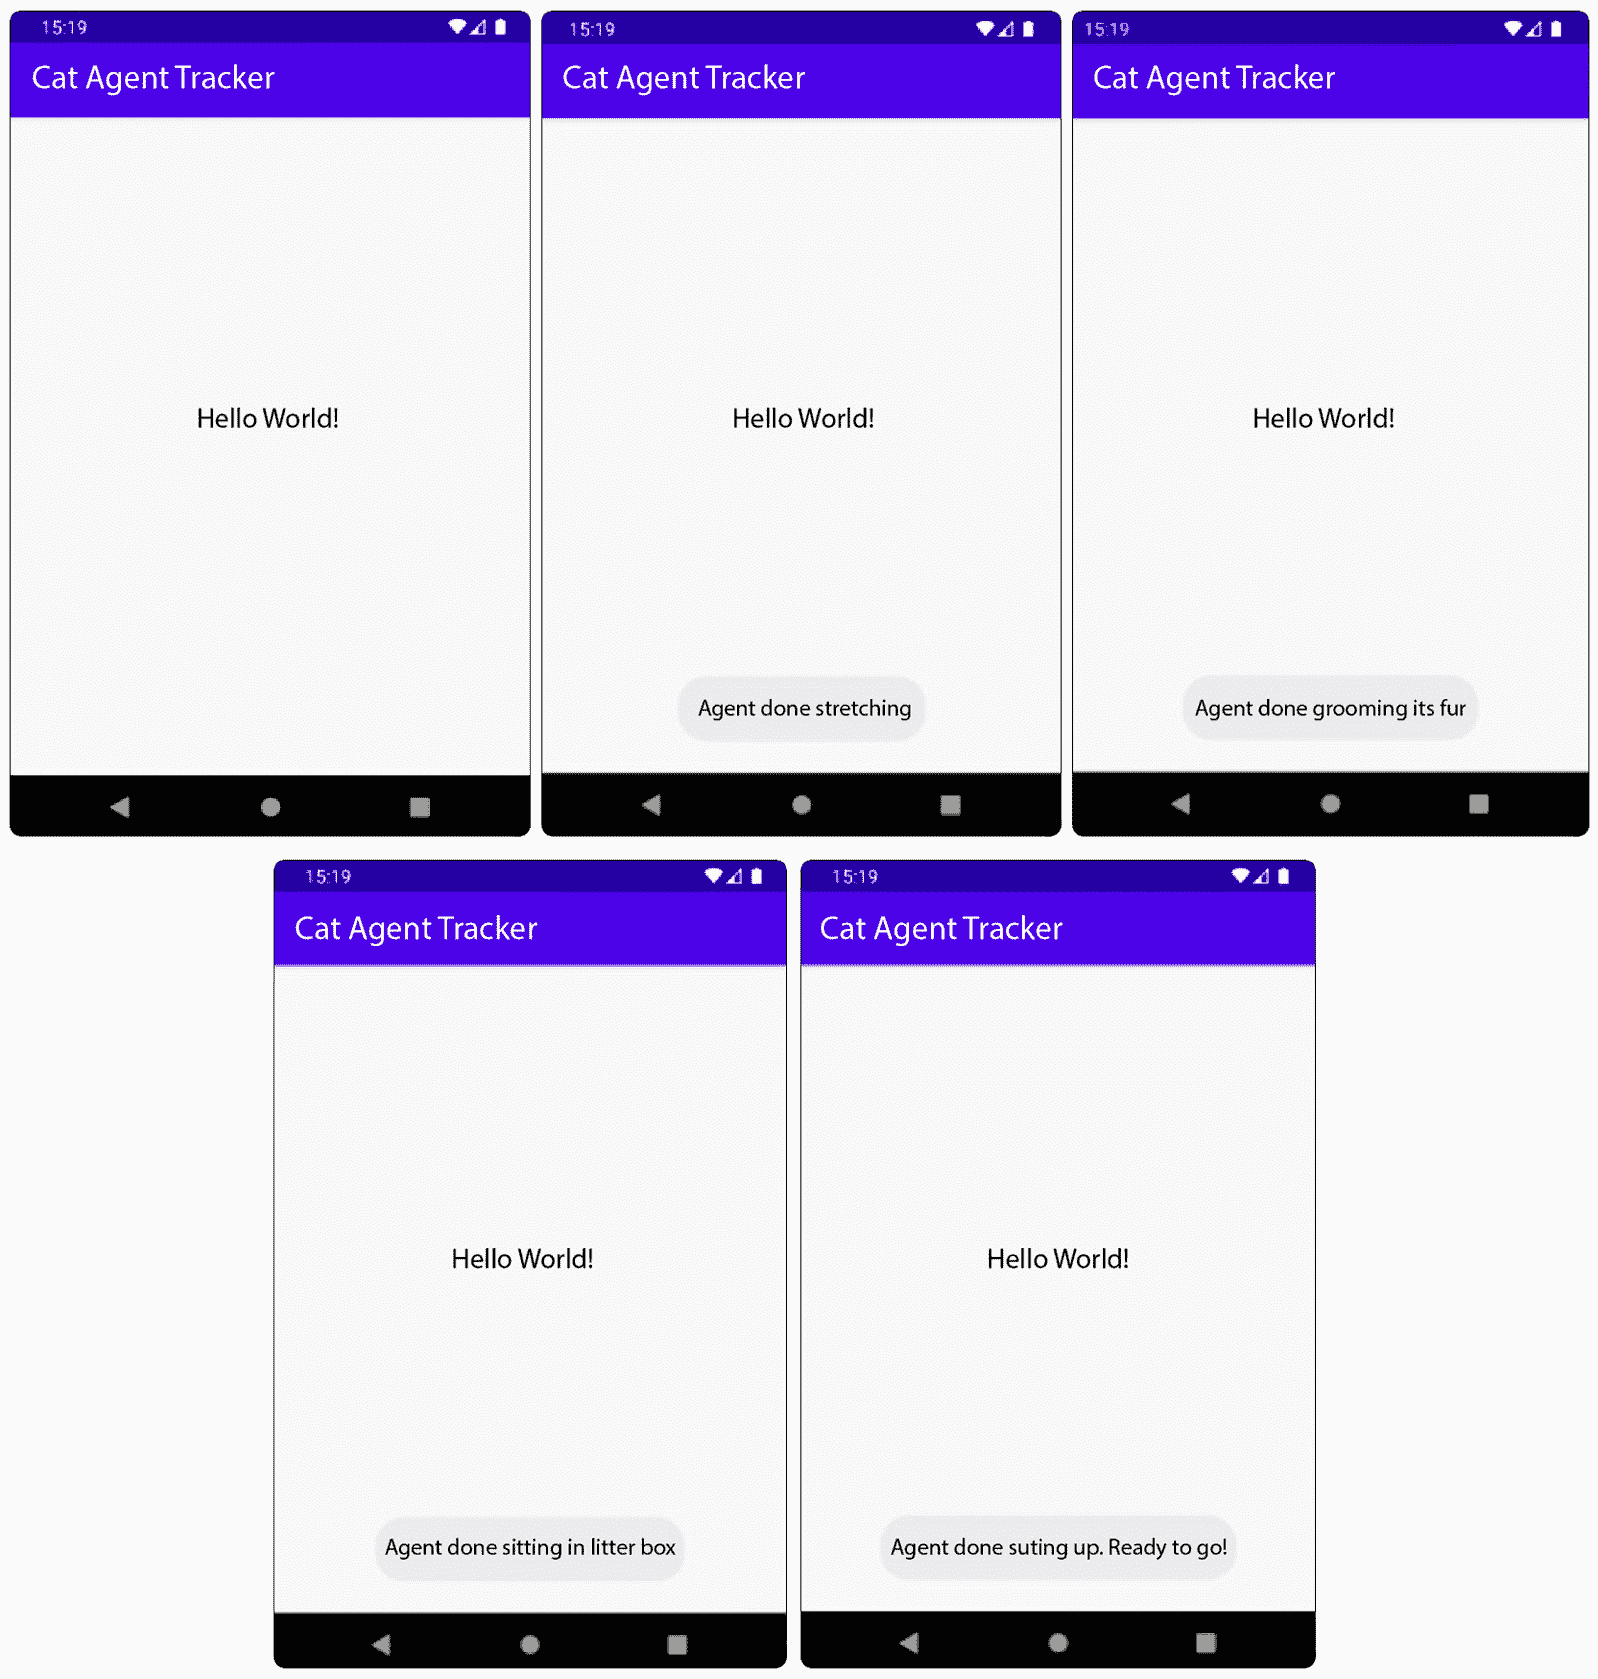 15:19
Cat Agent Tracker
Hello World!
15:19
Cat Agent Tracker
Hello World!
Agent done stretching
15:19
Cat Agent Tracker
Hello World!
Agent done grooming its fur
15:19
Cat Agent Tracker
Hello World!
Agent done sitting in litter box
15:19
Cat Agent Tracker
Hello World!
Agent done suting up. Ready to go!